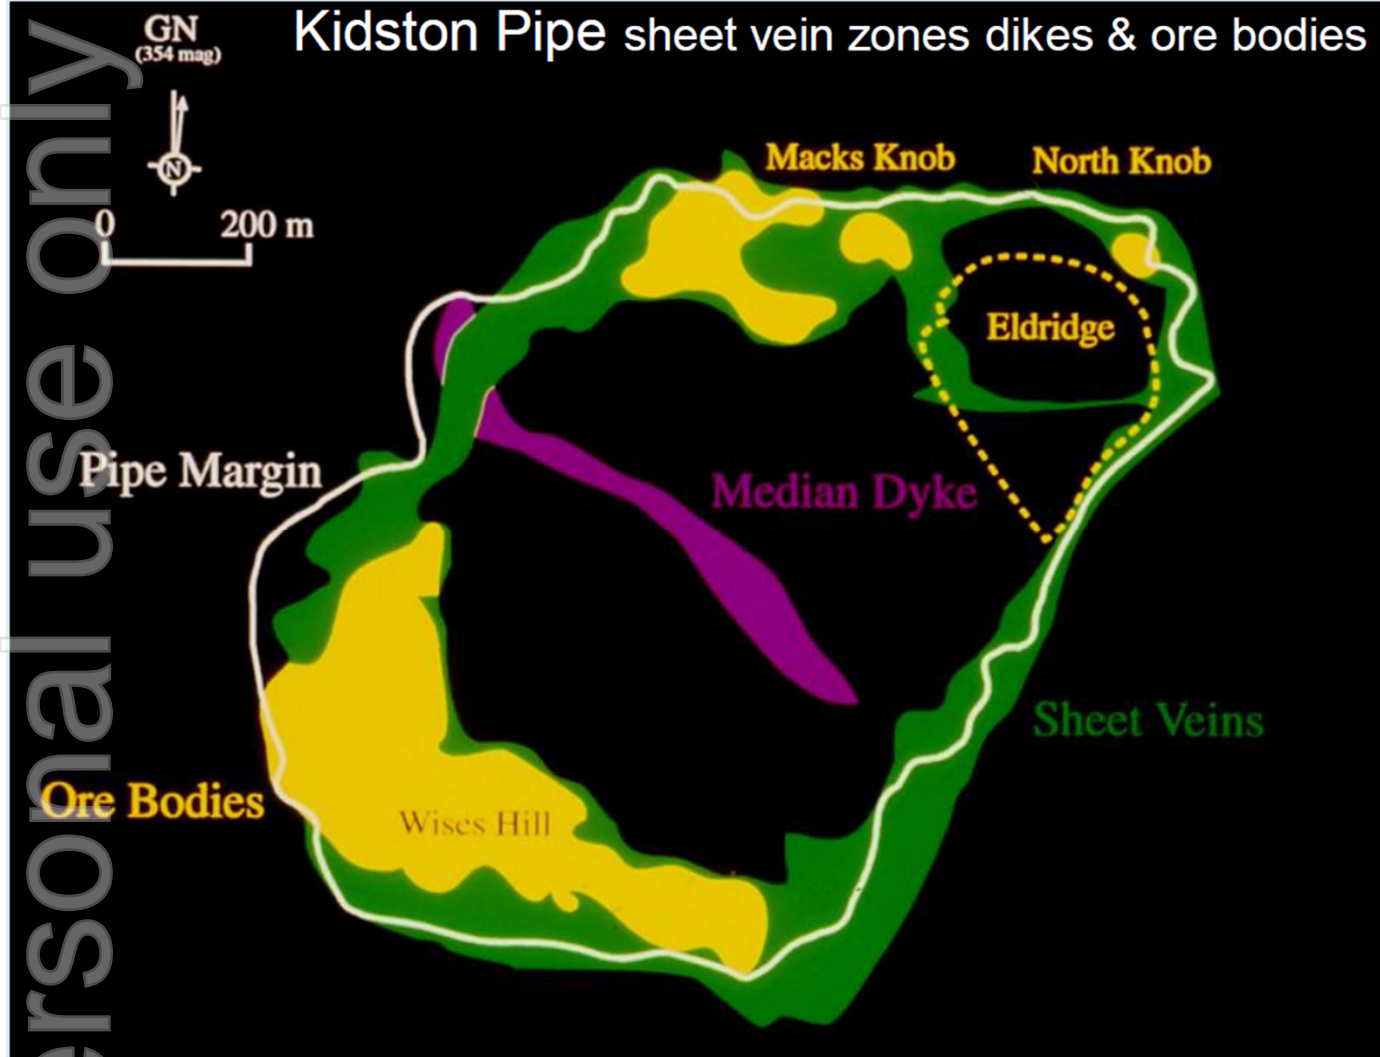 GN
(354 mag)
Kidston Pipe sheet vein zones dikes & ore bodies
N
0 200 m
Macks Knob
North Knob
Eldridge
Pipe Margin
Median Dyke
Sheet Veins
Ore Bodies
Wises Hill
ersonal use only